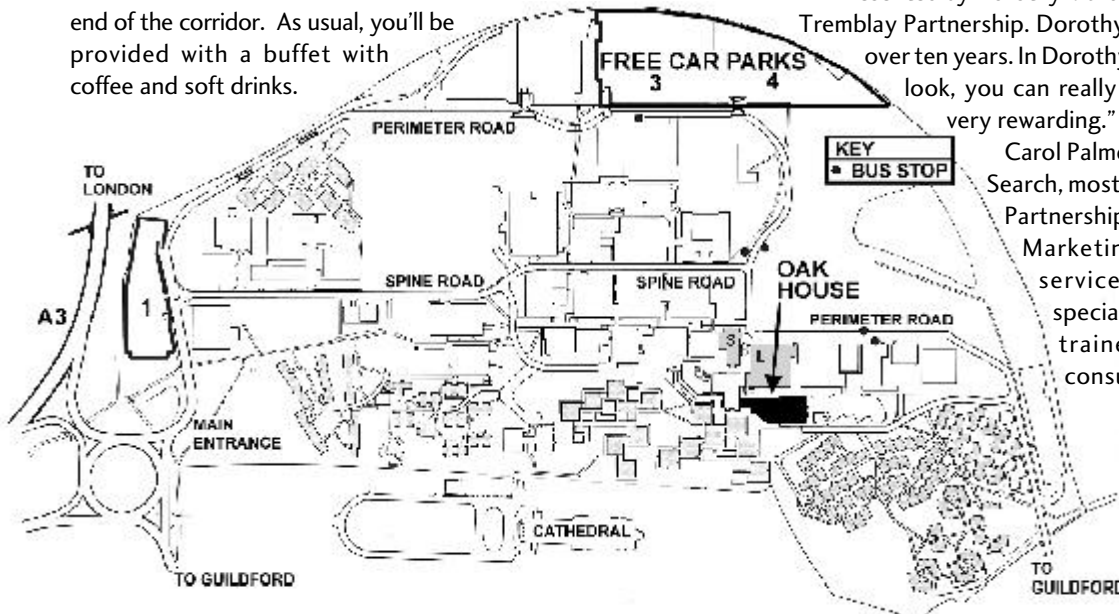 end of the corridor. As usual, you'll be
provided with a buffet with
coffee and soft drinks.
Tremblay Partnership. Dorothy
over ten years. In Dorothy
look, you can really
very rewarding."
Carol Palme
Search, most
Partnership
Marketin
service
specia
traine
consu
FREE CAR PARKS
3 4
PERIMETER ROAD
KEY
• BUS STOP
TO
LONDON
A3
1
SPINE ROAD
SPINE ROAD
OAK
HOUSE
PERIMETER ROAD
S
L
MAIN
ENTRANCE
CATHEDRAL
TO GUILDFORD
TO
GUILDFORD